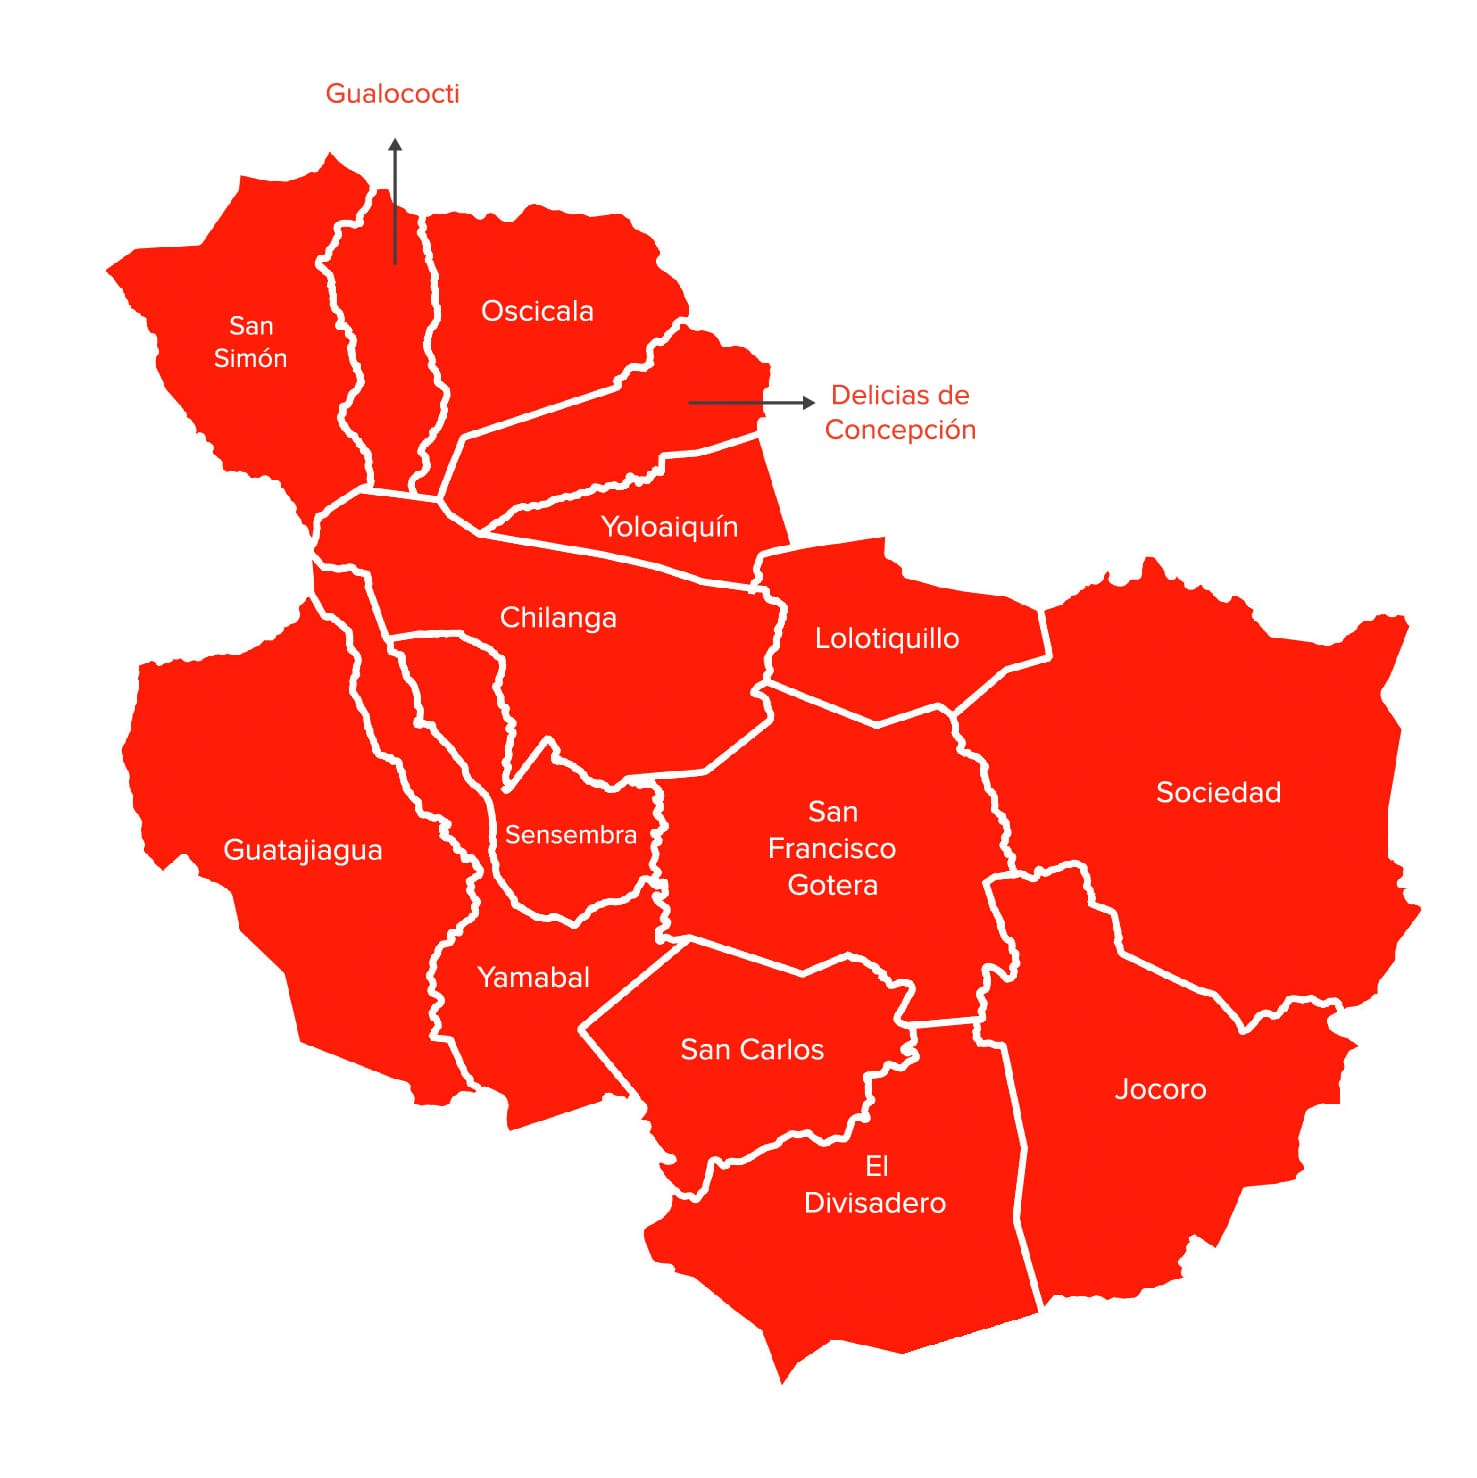 Gualococti
Oscicala
San
Simón
Delicias de
Concepción
Yoloaiquín
Chilanga
Lolotiquillo
Sociedad
San
Francisco
Gotera
Sensembra
Guatajiagua
Yamabal
San Carlos
Jocoro
El
Divisadero